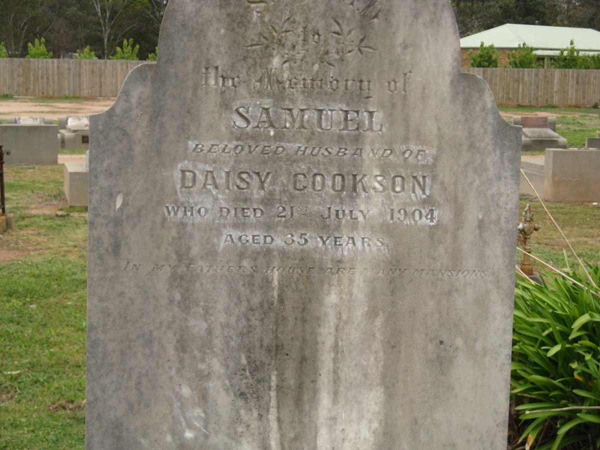 to
the Memory of
SAMUEL
BELOVED HUSBAND OF
DAISY COOKSON
WHO DIED 21ST JULY 1904
AGED 35 YEARS
IN MY FATHER'S HOUSE ARE MANY MANSIONS